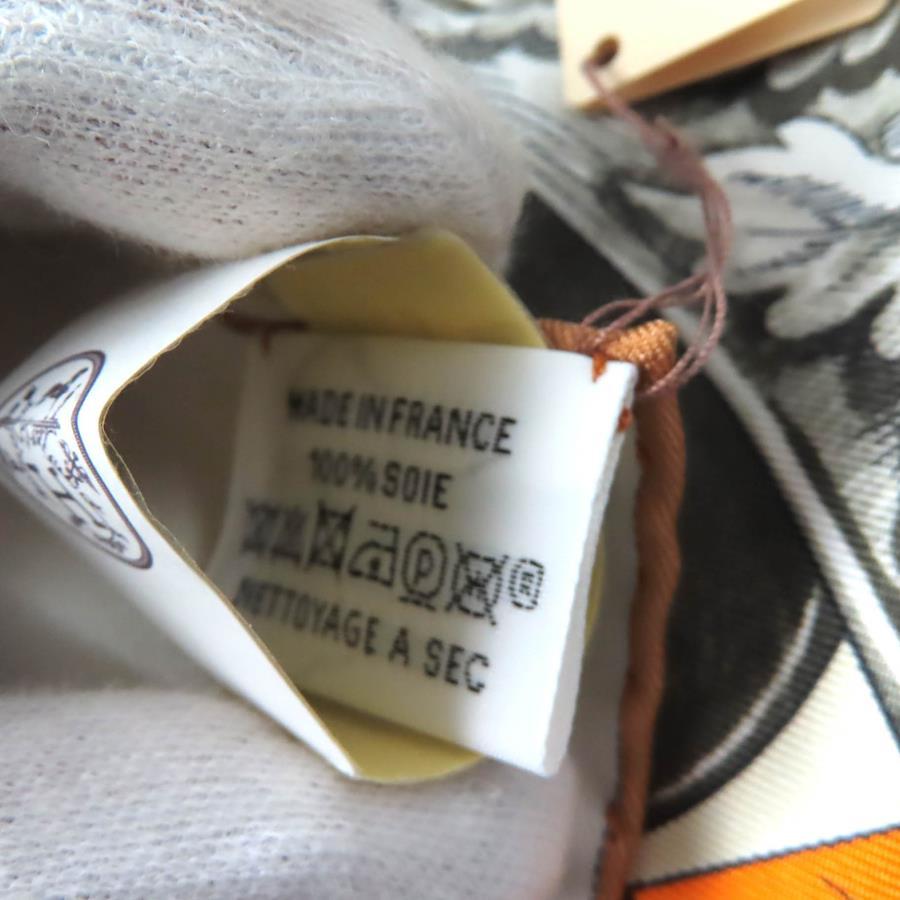 MADE IN FRANCE
100% SOIE
P
NETTOYAGE A SEC